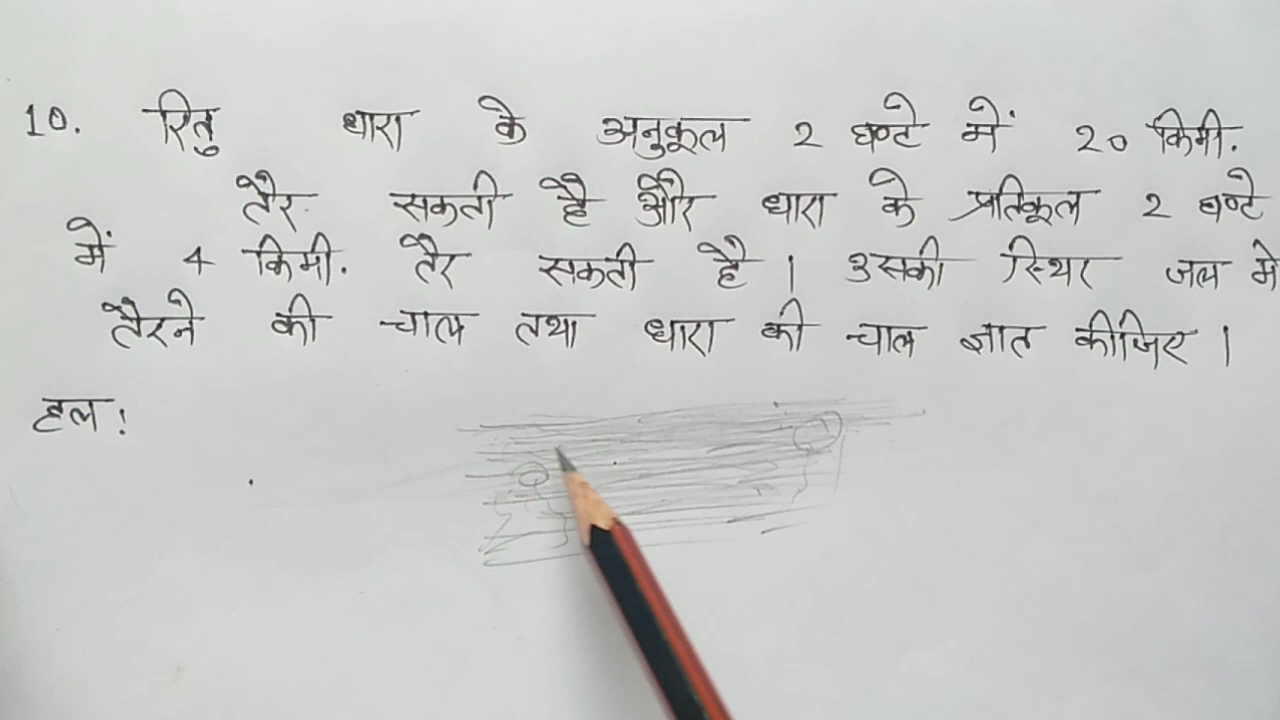 10. रितु धारा के अनुकूल 2 घण्टे में 20 किमी.
तैर सकती है और धारा के प्रतिकूल 2 घण्टे
में 4 किमी. तैर सकती है । उसकी स्थिर जल मे
तैरने की चाल तथा धारा की चाल ज्ञात कीजिए ।
हल :